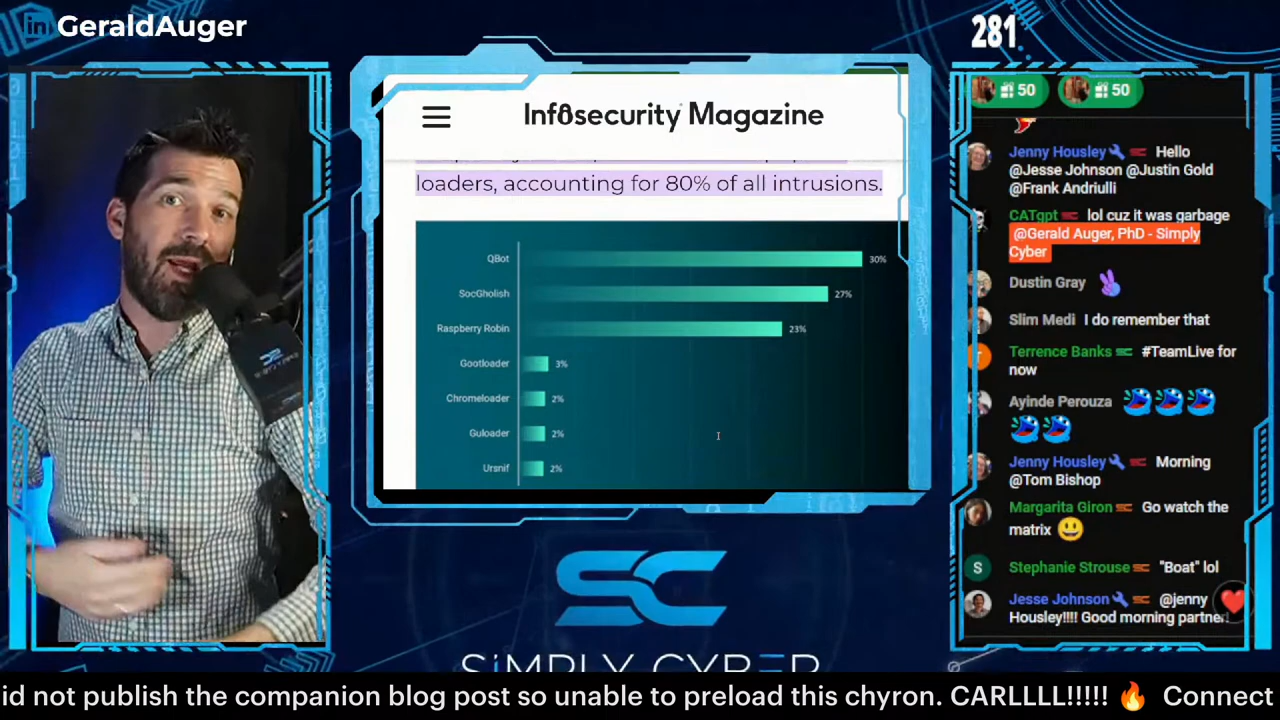 in GeraldAuger
281
Inf0security Magazine
loaders, accounting for 80% of all intrusions.
QBot 30%
SocGholish 27%
Raspberry Robin 23%
Gootloader 3%
Chromeloader 2%
Guloader 2%
Ursnif 2%
50 50
Jenny Housley Hello
@Jesse Johnson @Justin Gold
@Frank Andriulli
CATgpt lol cuz it was garbage
@Gerald Auger, PhD - Simply
Cyber
Dustin Gray
Slim Medi I do remember that
Terrence Banks #TeamLive for
now
Ayinde Perouza
Jenny Housley Morning
@Tom Bishop
Margarita Giron Go watch the
matrix
S Stephanie Strouse "Boat" lol
Jesse Johnson @jenny
Housley!!!! Good morning partner!
SC
SIMPLY CYBER
id not publish the companion blog post so unable to preload this chyron. CARLLLL!!!!! Connect